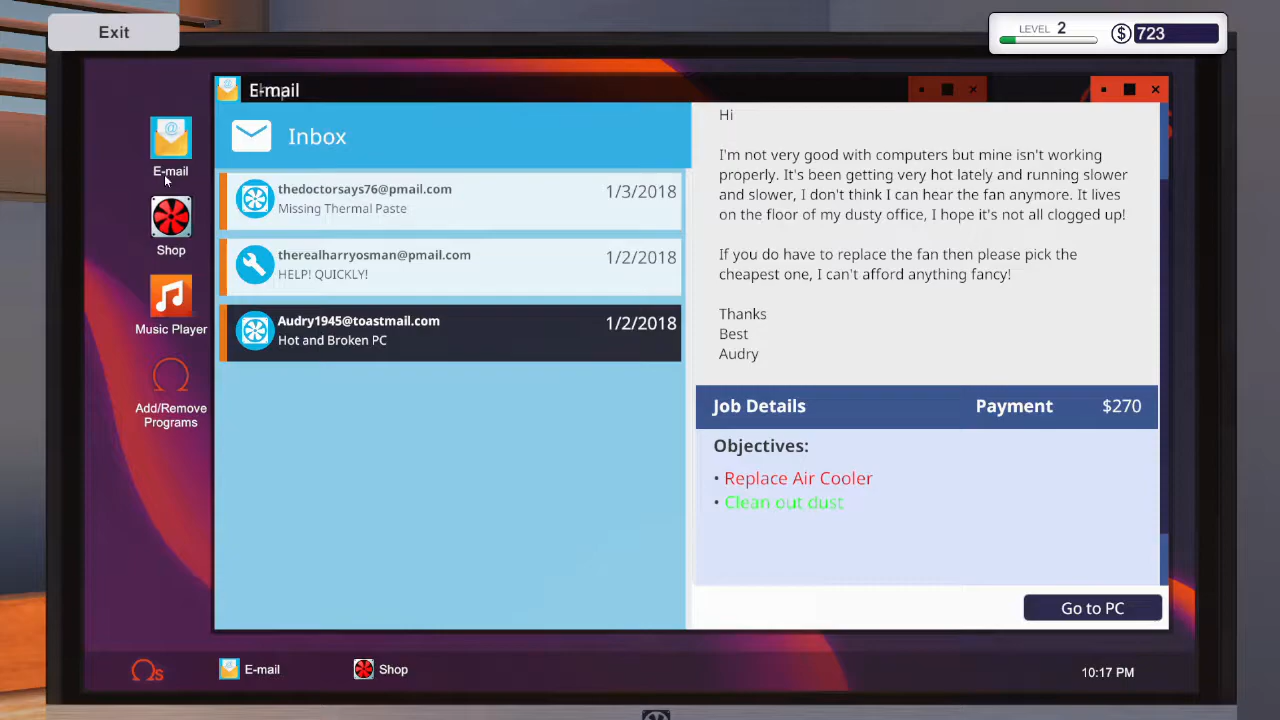 Exit
LEVEL 2
$ 723
E-mail
E-mail
Shop
Music Player
Add/Remove
Programs
Inbox
thedoctorsays76@pmail.com
1/3/2018
Missing Thermal Paste
therealharryosman@pmail.com
1/2/2018
HELP! QUICKLY!
Audry1945@toastmail.com
1/2/2018
Hot and Broken PC
Hi
I'm not very good with computers but mine isn't working
properly. It's been getting very hot lately and running slower
and slower, I don't think I can hear the fan anymore. It lives
on the floor of my dusty office, I hope it's not all clogged up!
If you do have to replace the fan then please pick the
cheapest one, I can't afford anything fancy!
Thanks
Best
Audry
Job Details Payment $270
Objectives:
• Replace Air Cooler
• Clean out dust
Go to PC
Ωs
E-mail
Shop
10:17 PM